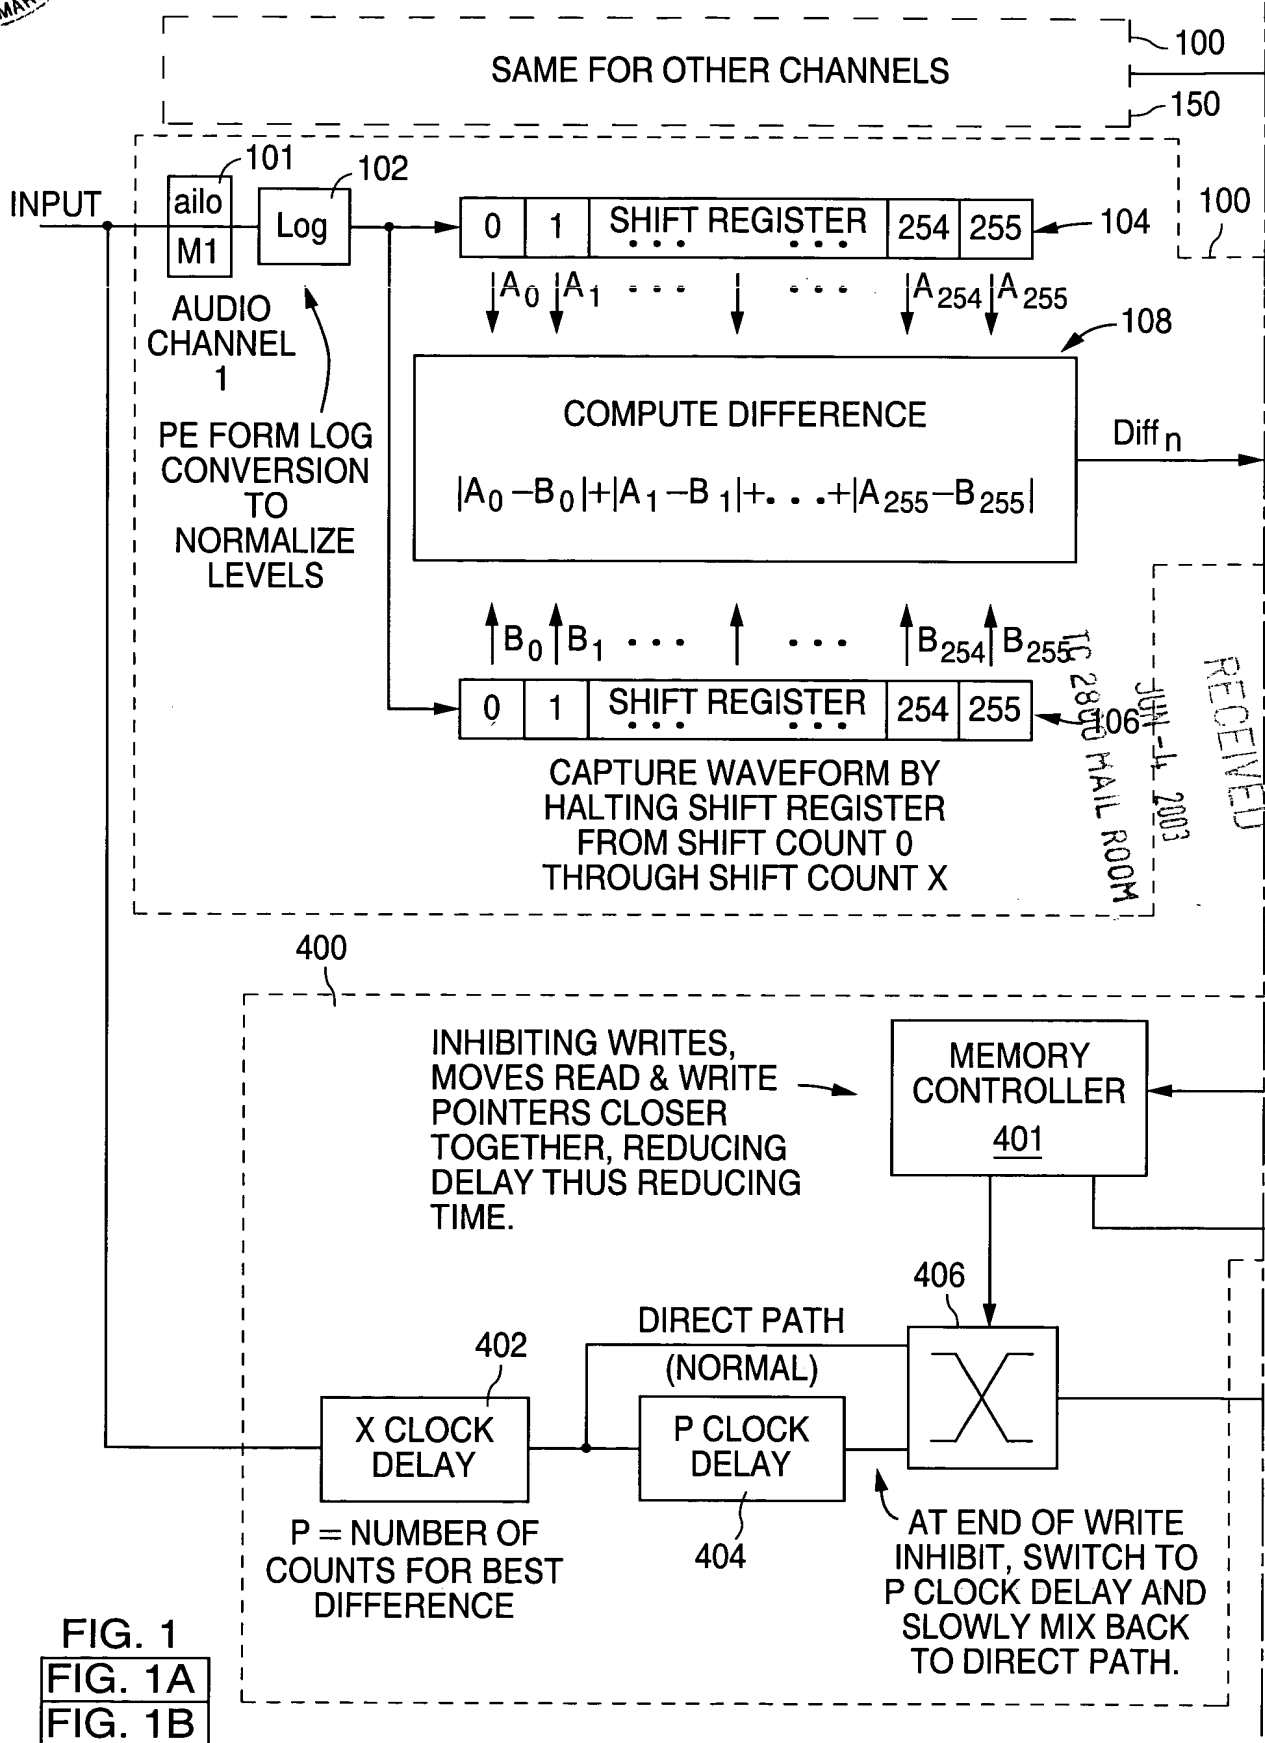 100
SAME FOR OTHER CHANNELS
150
101
102
INPUT
ailo
M1
Log
0 1 SHIFT REGISTER 254 255
... ...
104
100
A0 A1 ... ... A254 A255
AUDIO
CHANNEL
1
108
COMPUTE DIFFERENCE
|A0 –B0|+|A1 –B1|+. . .+|A255–B255|
Diffn
PE FORM LOG
CONVERSION
TO
NORMALIZE
LEVELS
B0 B1 ... ... B254 B255
0 1 SHIFT REGISTER 254 255
... ...
106
CAPTURE WAVEFORM BY
HALTING SHIFT REGISTER
FROM SHIFT COUNT 0
THROUGH SHIFT COUNT X
RECEIVED
JUN -4 2003
TC 2800 MAIL ROOM
400
INHIBITING WRITES,
MOVES READ & WRITE
POINTERS CLOSER
TOGETHER, REDUCING
DELAY THUS REDUCING
TIME.
MEMORY
CONTROLLER
401
406
DIRECT PATH
(NORMAL)
402
X CLOCK
DELAY
P CLOCK
DELAY
404
P = NUMBER OF
COUNTS FOR BEST
DIFFERENCE
AT END OF WRITE
INHIBIT, SWITCH TO
P CLOCK DELAY AND
SLOWLY MIX BACK
TO DIRECT PATH.
FIG. 1
FIG. 1A
FIG. 1B